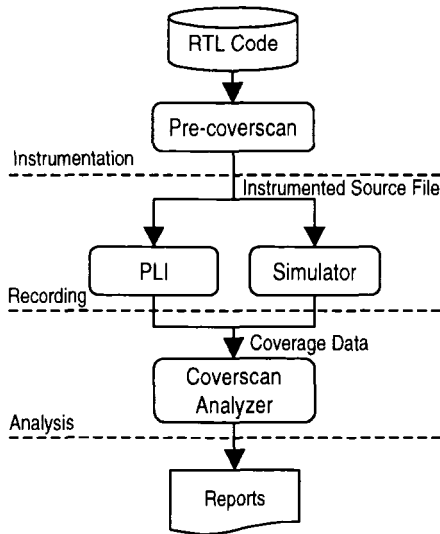 RTL Code
Pre-coverscan
Instrumentation
Instrumented Source File
PLI
Simulator
Recording
Coverage Data
Coverscan
Analyzer
Analysis
Reports